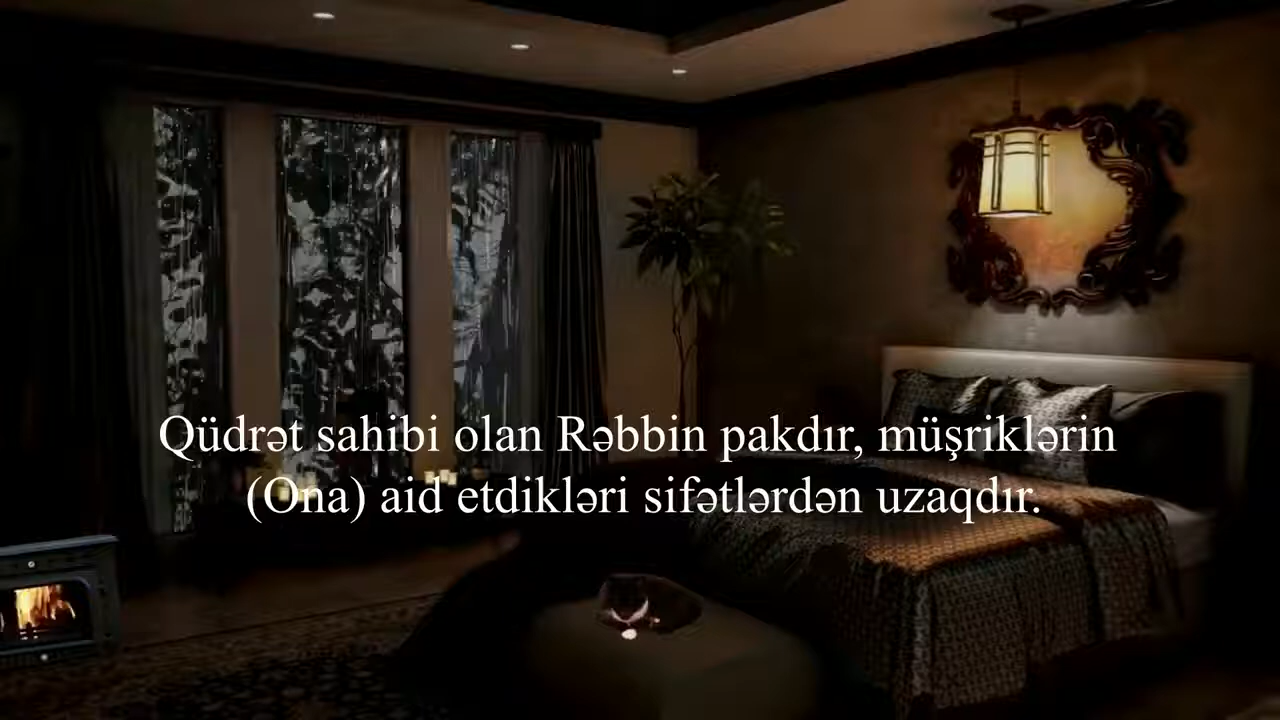 Qüdrət sahibi olan Rəbbin pakdır, müşriklərin
(Ona) aid etdikləri sifətlərdən uzaqdır.